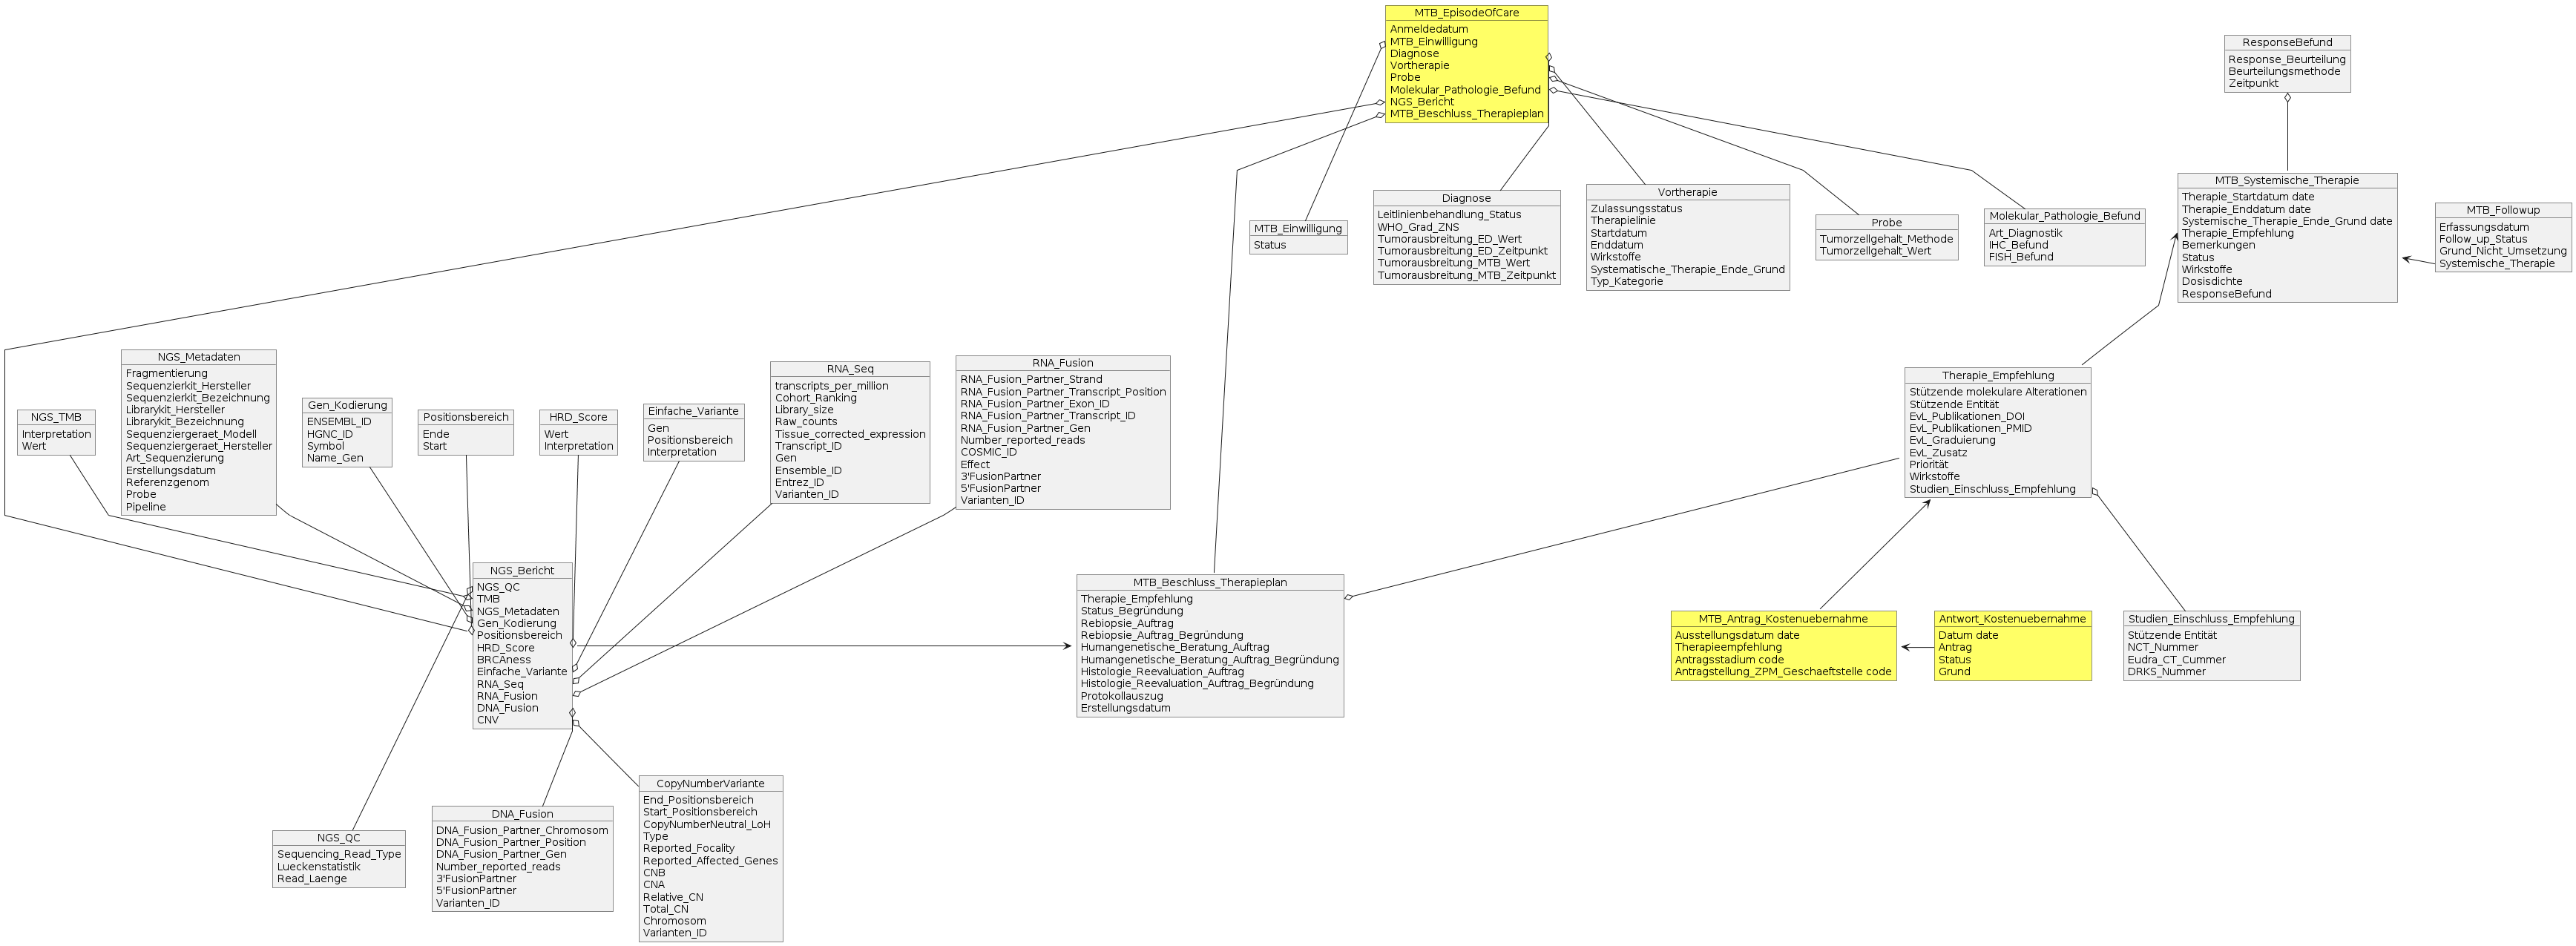 MTB_EpisodeOfCare
Anmeldedatum
MTB_Einwilligung
Diagnose
Vortherapie
Probe
Molekular_Pathologie_Befund
NGS_Bericht
MTB_Beschluss_Therapieplan
ResponseBefund
Response_Beurteilung
Beurteilungsmethode
Zeitpunkt
MTB_Einwilligung
Status
Diagnose
Leitlinienbehandlung_Status
WHO_Grad_ZNS
Tumorausbreitung_ED_Wert
Tumorausbreitung_ED_Zeitpunkt
Tumorausbreitung_MTB_Wert
Tumorausbreitung_MTB_Zeitpunkt
Vortherapie
Zulassungsstatus
Therapielinie
Startdatum
Enddatum
Wirkstoffe
Systematische_Therapie_Ende_Grund
Typ_Kategorie
Probe
Tumorzellgehalt_Methode
Tumorzellgehalt_Wert
Molekular_Pathologie_Befund
Art_Diagnostik
IHC_Befund
FISH_Befund
MTB_Systemische_Therapie
Therapie_Startdatum date
Therapie_Enddatum date
Systemische_Therapie_Ende_Grund date
Therapie_Empfehlung
Bemerkungen
Status
Wirkstoffe
Dosisdichte
ResponseBefund
MTB_Followup
Erfassungsdatum
Follow_up_Status
Grund_Nicht_Umsetzung
Systemische_Therapie
NGS_TMB
Interpretation
Wert
NGS_Metadaten
Fragmentierung
Sequenzierkit_Hersteller
Sequenzierkit_Bezeichnung
Librarykit_Hersteller
Librarykit_Bezeichnung
Sequenziergeraet_Modell
Sequenziergeraet_Hersteller
Art_Sequenzierung
Erstellungsdatum
Referenzgenom
Probe
Pipeline
Gen_Kodierung
ENSEMBL_ID
HGNC_ID
Symbol
Name_Gen
Positionsbereich
Ende
Start
HRD_Score
Wert
Interpretation
Einfache_Variante
Gen
Positionsbereich
Interpretation
RNA_Seq
transcripts_per_million
Cohort_Ranking
Library_size
Raw_counts
Tissue_corrected_expression
Transcript_ID
Gen
Ensemble_ID
Entrez_ID
Varianten_ID
RNA_Fusion
RNA_Fusion_Partner_Strand
RNA_Fusion_Partner_Transcript_Position
RNA_Fusion_Partner_Exon_ID
RNA_Fusion_Partner_Transcript_ID
RNA_Fusion_Partner_Gen
Number_reported_reads
COSMIC_ID
Effect
3'FusionPartner
5'FusionPartner
Varianten_ID
Therapie_Empfehlung
Stützende molekulare Alterationen
Stützende Entität
EvL_Publikationen_DOI
EvL_Publikationen_PMID
EvL_Graduierung
EvL_Zusatz
Priorität
Wirkstoffe
Studien_Einschluss_Empfehlung
NGS_Bericht
NGS_QC
TMB
NGS_Metadaten
Gen_Kodierung
Positionsbereich
HRD_Score
BRCAness
Einfache_Variante
RNA_Seq
RNA_Fusion
DNA_Fusion
CNV
MTB_Beschluss_Therapieplan
Therapie_Empfehlung
Status_Begründung
Rebiopsie_Auftrag
Rebiopsie_Auftrag_Begründung
Humangenetische_Beratung_Auftrag
Humangenetische_Beratung_Auftrag_Begründung
Histologie_Reevaluation_Auftrag
Histologie_Reevaluation_Auftrag_Begründung
Protokollauszug
Erstellungsdatum
MTB_Antrag_Kostenuebernahme
Ausstellungsdatum date
Therapieempfehlung
Antragsstadium code
Antragstellung_ZPM_Geschaeftstelle code
Antwort_Kostenuebernahme
Datum date
Antrag
Status
Grund
Studien_Einschluss_Empfehlung
Stützende Entität
NCT_Nummer
Eudra_CT_Cummer
DRKS_Nummer
NGS_QC
Sequencing_Read_Type
Lueckenstatistik
Read_Laenge
DNA_Fusion
DNA_Fusion_Partner_Chromosom
DNA_Fusion_Partner_Position
DNA_Fusion_Partner_Gen
Number_reported_reads
3'FusionPartner
5'FusionPartner
Varianten_ID
CopyNumberVariante
End_Positionsbereich
Start_Positionsbereich
CopyNumberNeutral_LoH
Type
Reported_Focality
Reported_Affected_Genes
CNB
CNA
Relative_CN
Total_CN
Chromosom
Varianten_ID